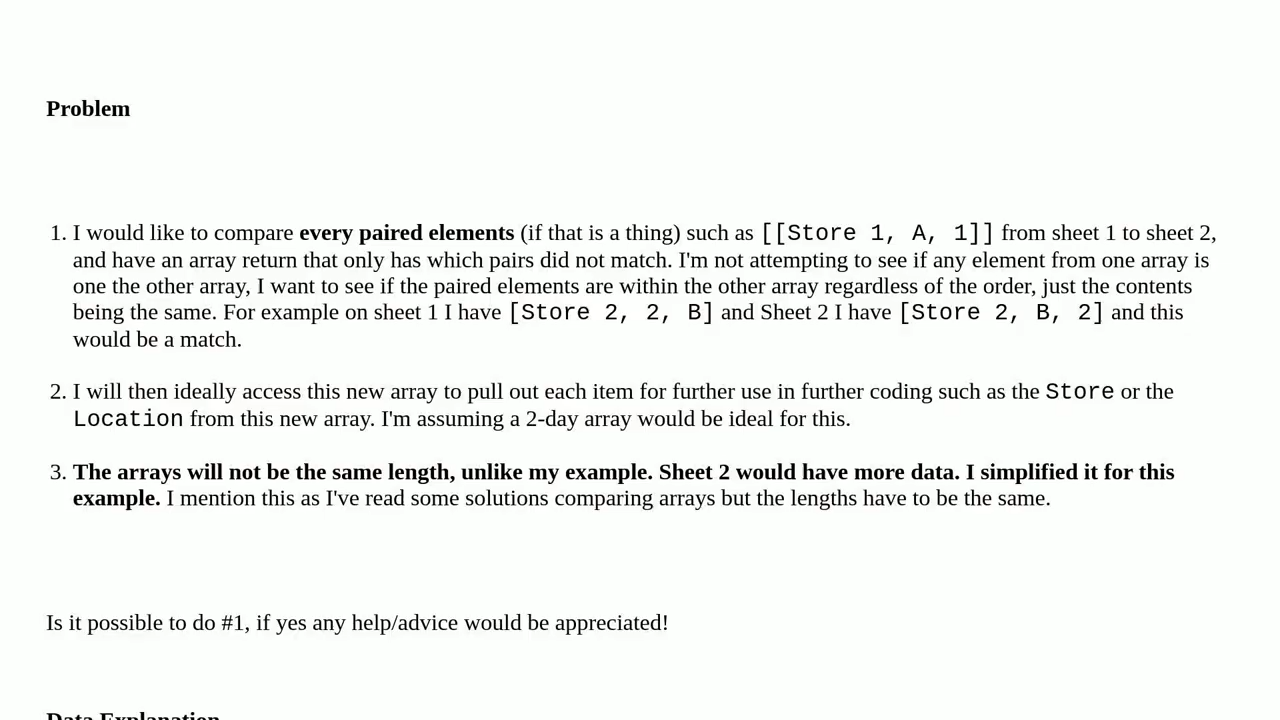 Problem
1. I would like to compare every paired elements (if that is a thing) such as [[Store 1, A, 1]] from sheet 1 to sheet 2,
and have an array return that only has which pairs did not match. I'm not attempting to see if any element from one array is
one the other array, I want to see if the paired elements are within the other array regardless of the order, just the contents
being the same. For example on sheet 1 I have [Store 2, 2, B] and Sheet 2 I have [Store 2, B, 2] and this
would be a match.
2. I will then ideally access this new array to pull out each item for further use in further coding such as the Store or the
Location from this new array. I'm assuming a 2-day array would be ideal for this.
3. The arrays will not be the same length, unlike my example. Sheet 2 would have more data. I simplified it for this
example. I mention this as I've read some solutions comparing arrays but the lengths have to be the same.
Is it possible to do #1, if yes any help/advice would be appreciated!
Data Explanation